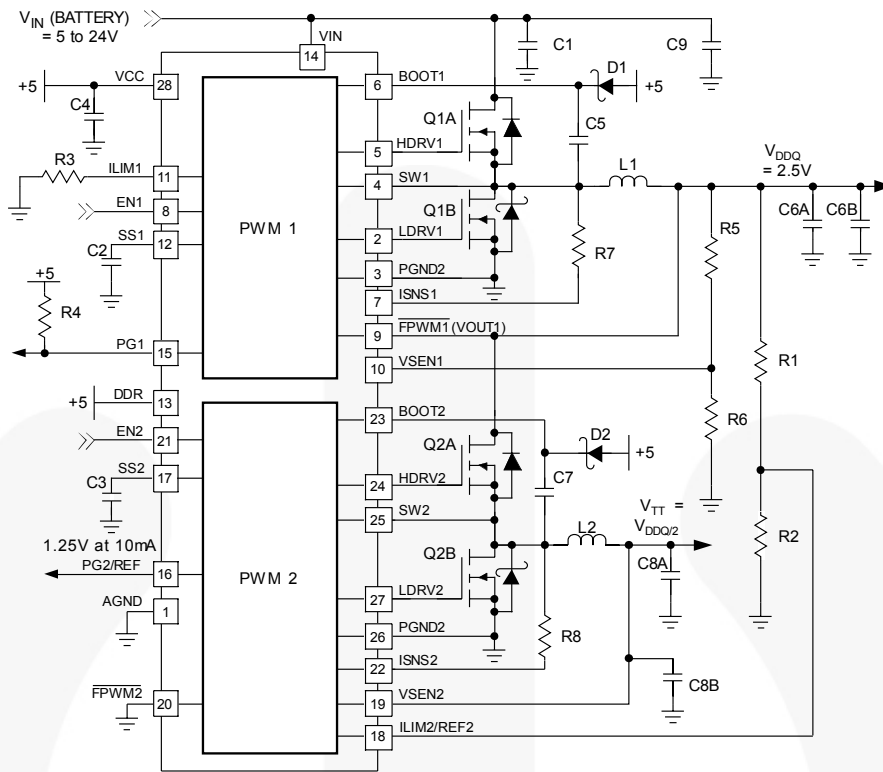 V_IN (BATTERY)
= 5 to 24V
VIN
14
C1
C9
VCC
28
+5
C4
6
BOOT1
D1
+5
Q1A
C5
R3
ILIM1
11
5
HDRV1
L1
V_DDQ
= 2.5V
EN1
8
4
SW1
C6A
C6B
PWM 1
Q1B
SS1
12
C2
2
LDRV1
R7
R5
3
PGND2
+5
7
ISNS1
R4
9
FPWM1 (VOUT1)
PG1
15
10
VSEN1
R1
+5
DDR
13
R6
23
BOOT2
EN2
21
Q2A
D2
+5
SS2
17
C3
24
HDRV2
C7
25
SW2
V_TT =
V_DDQ/2
L2
R2
1.25V at 10mA
PG2/REF
16
Q2B
C8A
PWM 2
27
LDRV2
AGND
1
26
PGND2
R8
22
ISNS2
C8B
FPWM2
20
19
VSEN2
18
ILIM2/REF2